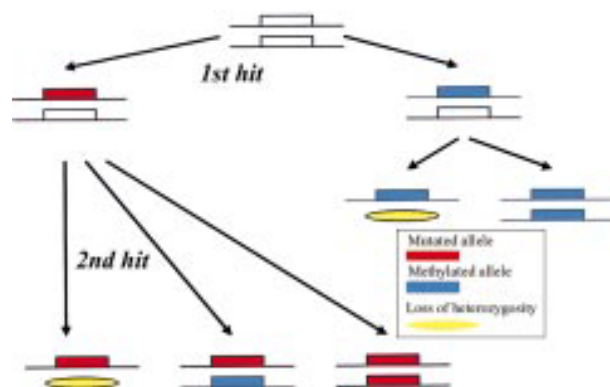 1st hit
2nd hit
Mutated allele
Methylated allele
Loss of heterozygosity